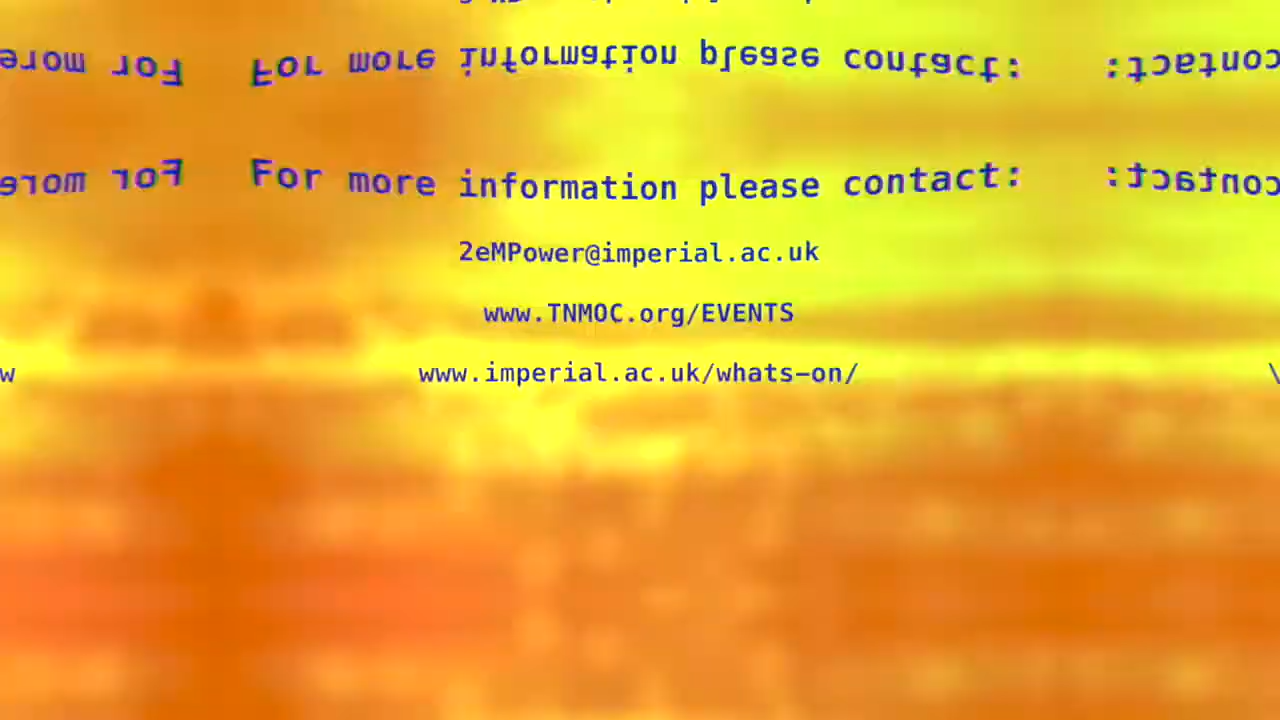 For more information please contact:
For more information please contact:
2eMPower@imperial.ac.uk
www.TNMOC.org/EVENTS
www.imperial.ac.uk/whats-on/